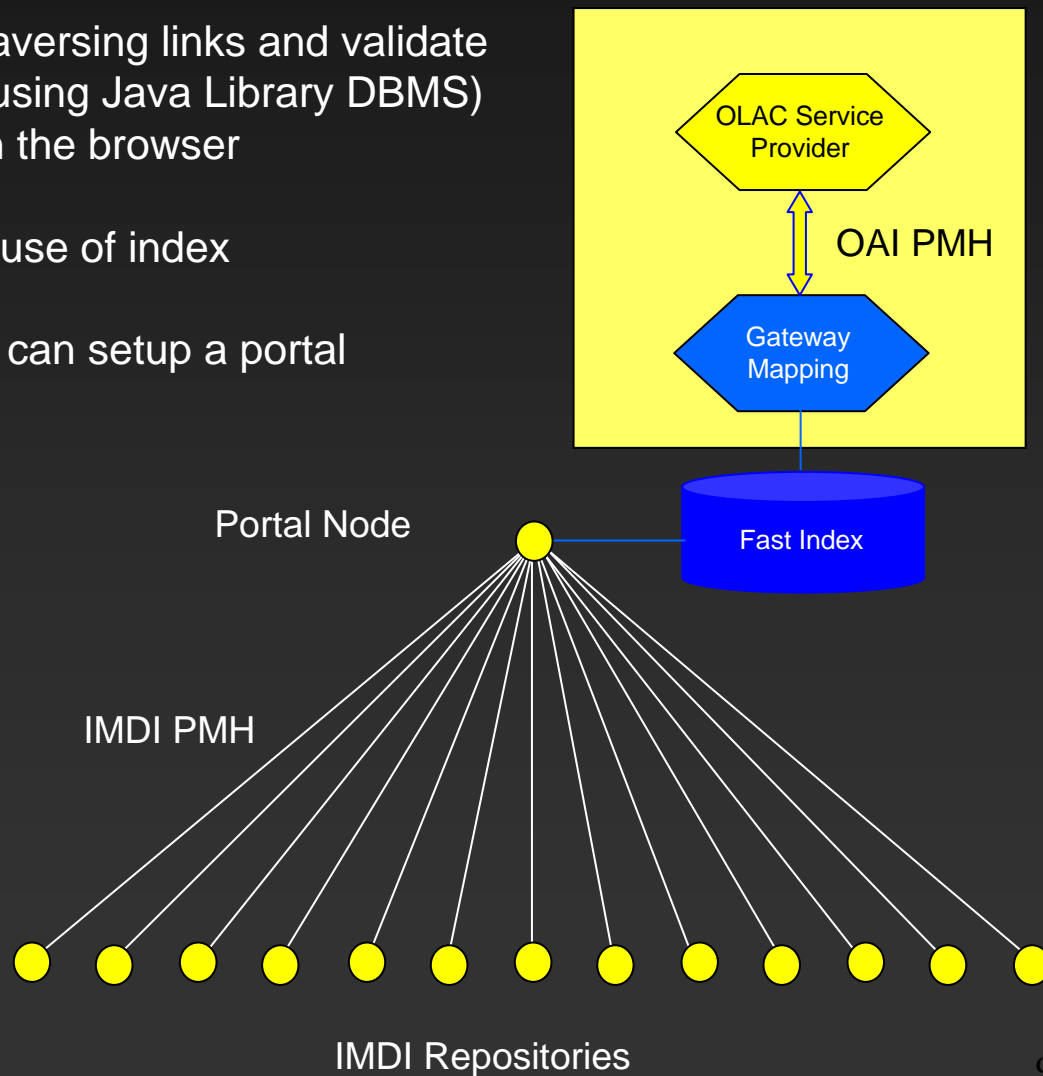 aversing links and validate
using Java Library DBMS)
the browser
use of index
can setup a portal
OLAC Service
Provider
OAI PMH
Gateway
Mapping
Portal Node
Fast Index
IMDI PMH
IMDI Repositories